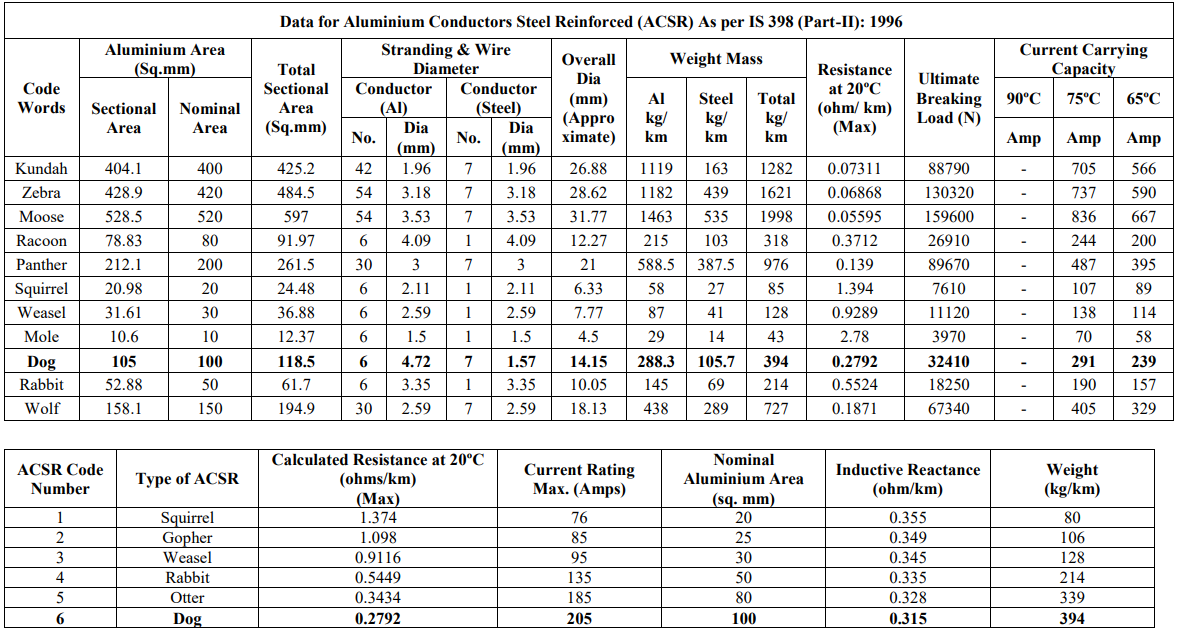 Data for Aluminium Conductors Steel Reinforced (ACSR) As per IS 398 (Part-II): 1996
Code Words | Aluminium Area (Sq.mm) | Total Sectional Area (Sq.mm) | Stranding & Wire Diameter | Overall Dia (mm) (Appro ximate) | Weight Mass | Resistance at 20ºC (ohm/ km) (Max) | Ultimate Breaking Load (N) | Current Carrying Capacity
Sectional Area | Nominal Area | Conductor (Al) | Conductor (Steel) | Al kg/ km | Steel kg/ km | Total kg/ km | 90ºC | 75ºC | 65ºC
No. | Dia (mm) | No. | Dia (mm) | Amp | Amp | Amp
Kundah | 404.1 | 400 | 425.2 | 42 | 1.96 | 7 | 1.96 | 26.88 | 1119 | 163 | 1282 | 0.07311 | 88790 | - | 705 | 566
Zebra | 428.9 | 420 | 484.5 | 54 | 3.18 | 7 | 3.18 | 28.62 | 1182 | 439 | 1621 | 0.06868 | 130320 | - | 737 | 590
Moose | 528.5 | 520 | 597 | 54 | 3.53 | 7 | 3.53 | 31.77 | 1463 | 535 | 1998 | 0.05595 | 159600 | - | 836 | 667
Racoon | 78.83 | 80 | 91.97 | 6 | 4.09 | 1 | 4.09 | 12.27 | 215 | 103 | 318 | 0.3712 | 26910 | - | 244 | 200
Panther | 212.1 | 200 | 261.5 | 30 | 3 | 7 | 3 | 21 | 588.5 | 387.5 | 976 | 0.139 | 89670 | - | 487 | 395
Squirrel | 20.98 | 20 | 24.48 | 6 | 2.11 | 1 | 2.11 | 6.33 | 58 | 27 | 85 | 1.394 | 7610 | - | 107 | 89
Weasel | 31.61 | 30 | 36.88 | 6 | 2.59 | 1 | 2.59 | 7.77 | 87 | 41 | 128 | 0.9289 | 11120 | - | 138 | 114
Mole | 10.6 | 10 | 12.37 | 6 | 1.5 | 1 | 1.5 | 4.5 | 29 | 14 | 43 | 2.78 | 3970 | - | 70 | 58
Dog | 105 | 100 | 118.5 | 6 | 4.72 | 7 | 1.57 | 14.15 | 288.3 | 105.7 | 394 | 0.2792 | 32410 | - | 291 | 239
Rabbit | 52.88 | 50 | 61.7 | 6 | 3.35 | 1 | 3.35 | 10.05 | 145 | 69 | 214 | 0.5524 | 18250 | - | 190 | 157
Wolf | 158.1 | 150 | 194.9 | 30 | 2.59 | 7 | 2.59 | 18.13 | 438 | 289 | 727 | 0.1871 | 67340 | - | 405 | 329
ACSR Code Number | Type of ACSR | Calculated Resistance at 20ºC (ohms/km) (Max) | Current Rating Max. (Amps) | Nominal Aluminium Area (sq. mm) | Inductive Reactance (ohm/km) | Weight (kg/km)
1 | Squirrel | 1.374 | 76 | 20 | 0.355 | 80
2 | Gopher | 1.098 | 85 | 25 | 0.349 | 106
3 | Weasel | 0.9116 | 95 | 30 | 0.345 | 128
4 | Rabbit | 0.5449 | 135 | 50 | 0.335 | 214
5 | Otter | 0.3434 | 185 | 80 | 0.328 | 339
6 | Dog | 0.2792 | 205 | 100 | 0.315 | 394